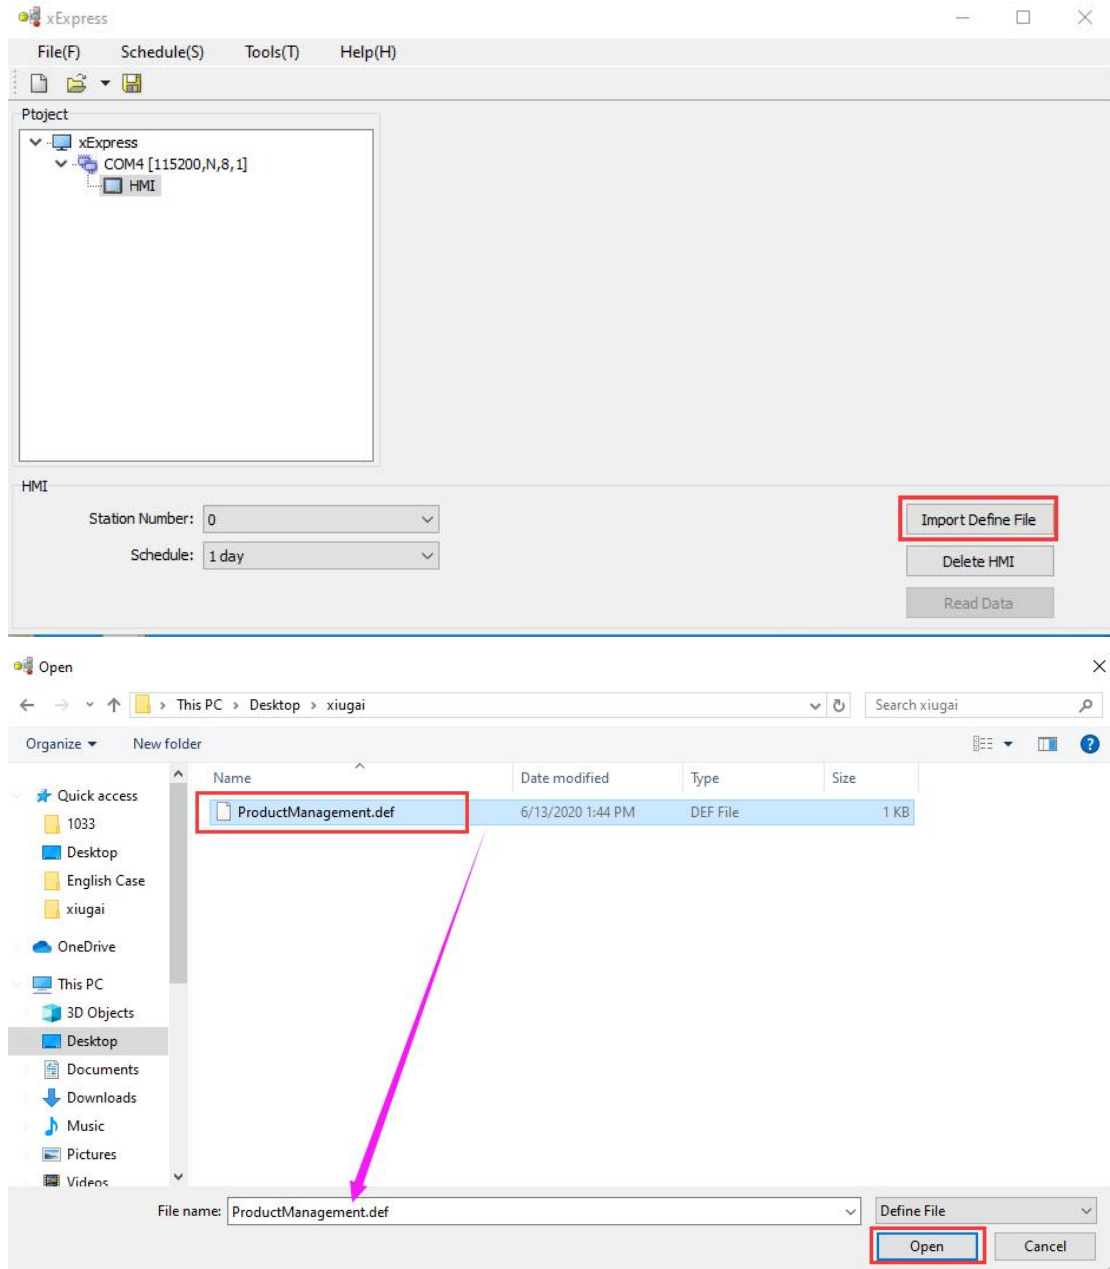 xExpress
File(F) Schedule(S) Tools(T) Help(H)
Ptoject
xExpress
COM4 [115200,N,8,1]
HMI
HMI
Station Number: 0
Import Define File
Schedule: 1 day
Delete HMI
Read Data
Open
This PC > Desktop > xiugai
Search xiugai
Organize New folder
Name Date modified Type Size
Quick access
ProductManagement.def 6/13/2020 1:44 PM DEF File 1 KB
1033
Desktop
English Case
xiugai
OneDrive
This PC
3D Objects
Desktop
Documents
Downloads
Music
Pictures
Videos
File name: ProductManagement.def Define File
Open Cancel